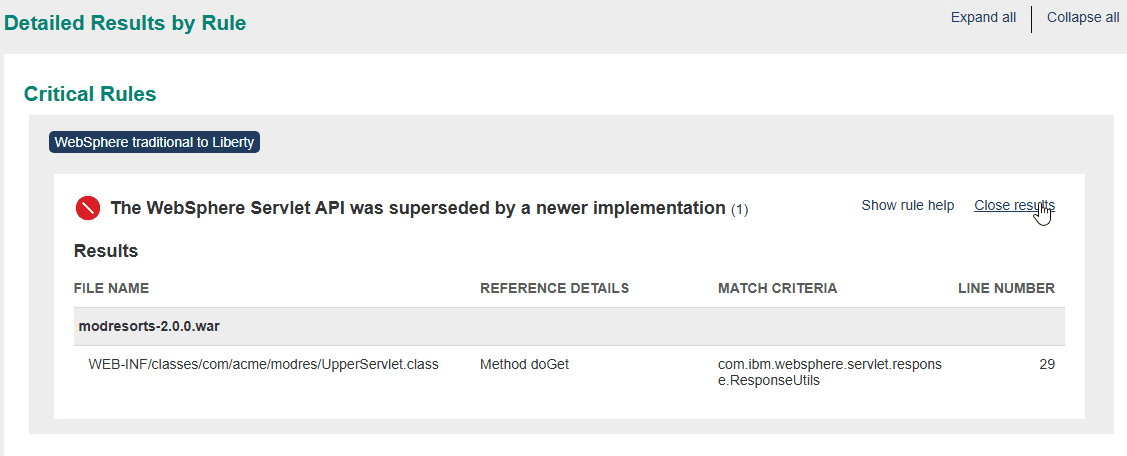 Detailed Results by Rule
Expand all
Collapse all
Critical Rules
WebSphere traditional to Liberty
The WebSphere Servlet API was superseded by a newer implementation (1)
Show rule help
Close results
Results
FILE NAME
REFERENCE DETAILS
MATCH CRITERIA
LINE NUMBER
modresorts-2.0.0.war
WEB-INF/classes/com/acme/modres/UpperServlet.class
Method doGet
com.ibm.websphere.servlet.respons
e.ResponseUtils
29